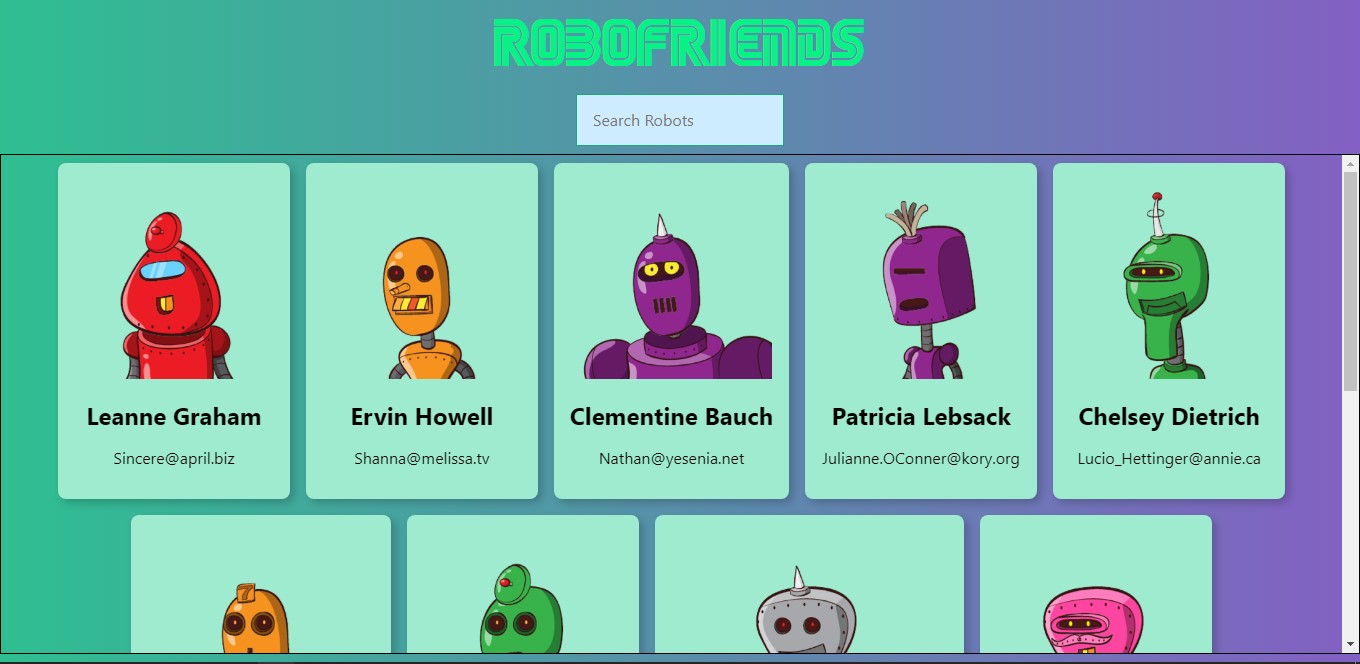 ROBOFRIENDS
Search Robots
Leanne Graham
Ervin Howell
Clementine Bauch
Patricia Lebsack
Chelsey Dietrich
Sincere@april.biz
Shanna@melissa.tv
Nathan@yesenia.net
Julianne.OConner@kory.org
Lucio_Hettinger@annie.ca
7